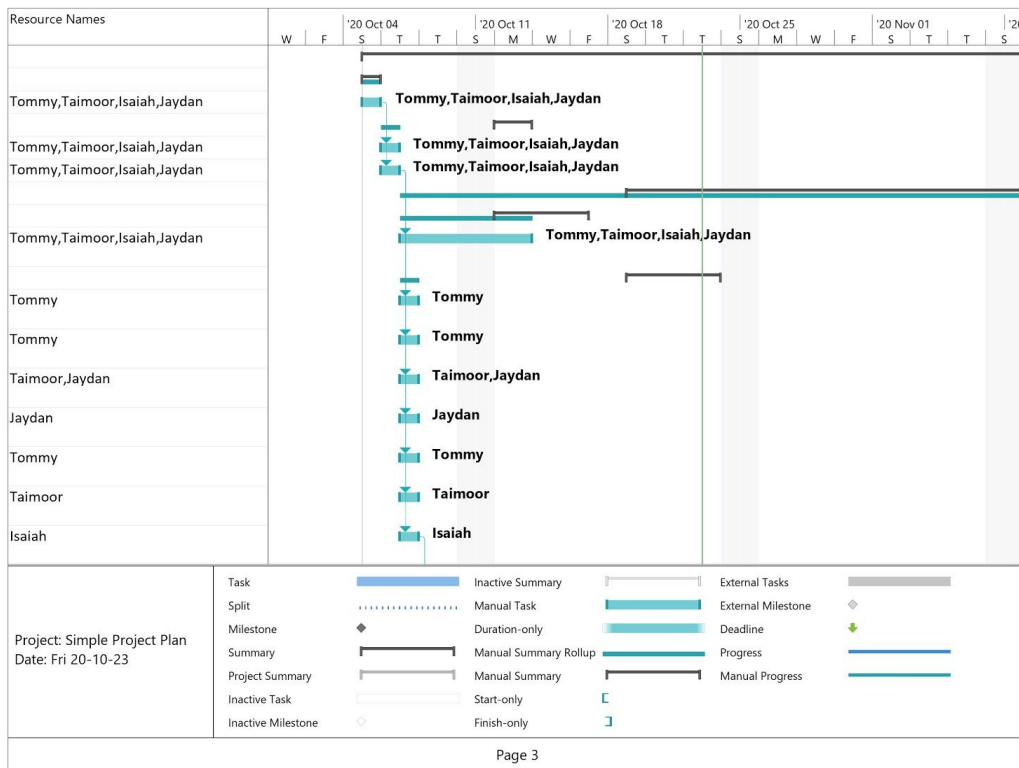 Resource Names
'20 Oct 04 '20 Oct 11 '20 Oct 18 '20 Oct 25 '20 Nov 01 '20
W F S T T S M W F S T T S M W F S T T S
Tommy,Taimoor,Isaiah,Jaydan Tommy,Taimoor,Isaiah,Jaydan
Tommy,Taimoor,Isaiah,Jaydan Tommy,Taimoor,Isaiah,Jaydan
Tommy,Taimoor,Isaiah,Jaydan Tommy,Taimoor,Isaiah,Jaydan
Tommy,Taimoor,Isaiah,Jaydan Tommy,Taimoor,Isaiah,Jaydan
Tommy Tommy
Tommy Tommy
Taimoor,Jaydan Taimoor,Jaydan
Jaydan Jaydan
Tommy Tommy
Taimoor Taimoor
Isaiah Isaiah
Project: Simple Project Plan
Date: Fri 20-10-23
Task Inactive Summary External Tasks
Split Manual Task External Milestone
Milestone Duration-only Deadline
Summary Manual Summary Rollup Progress
Project Summary Manual Summary Manual Progress
Inactive Task Start-only
Inactive Milestone Finish-only
Page 3